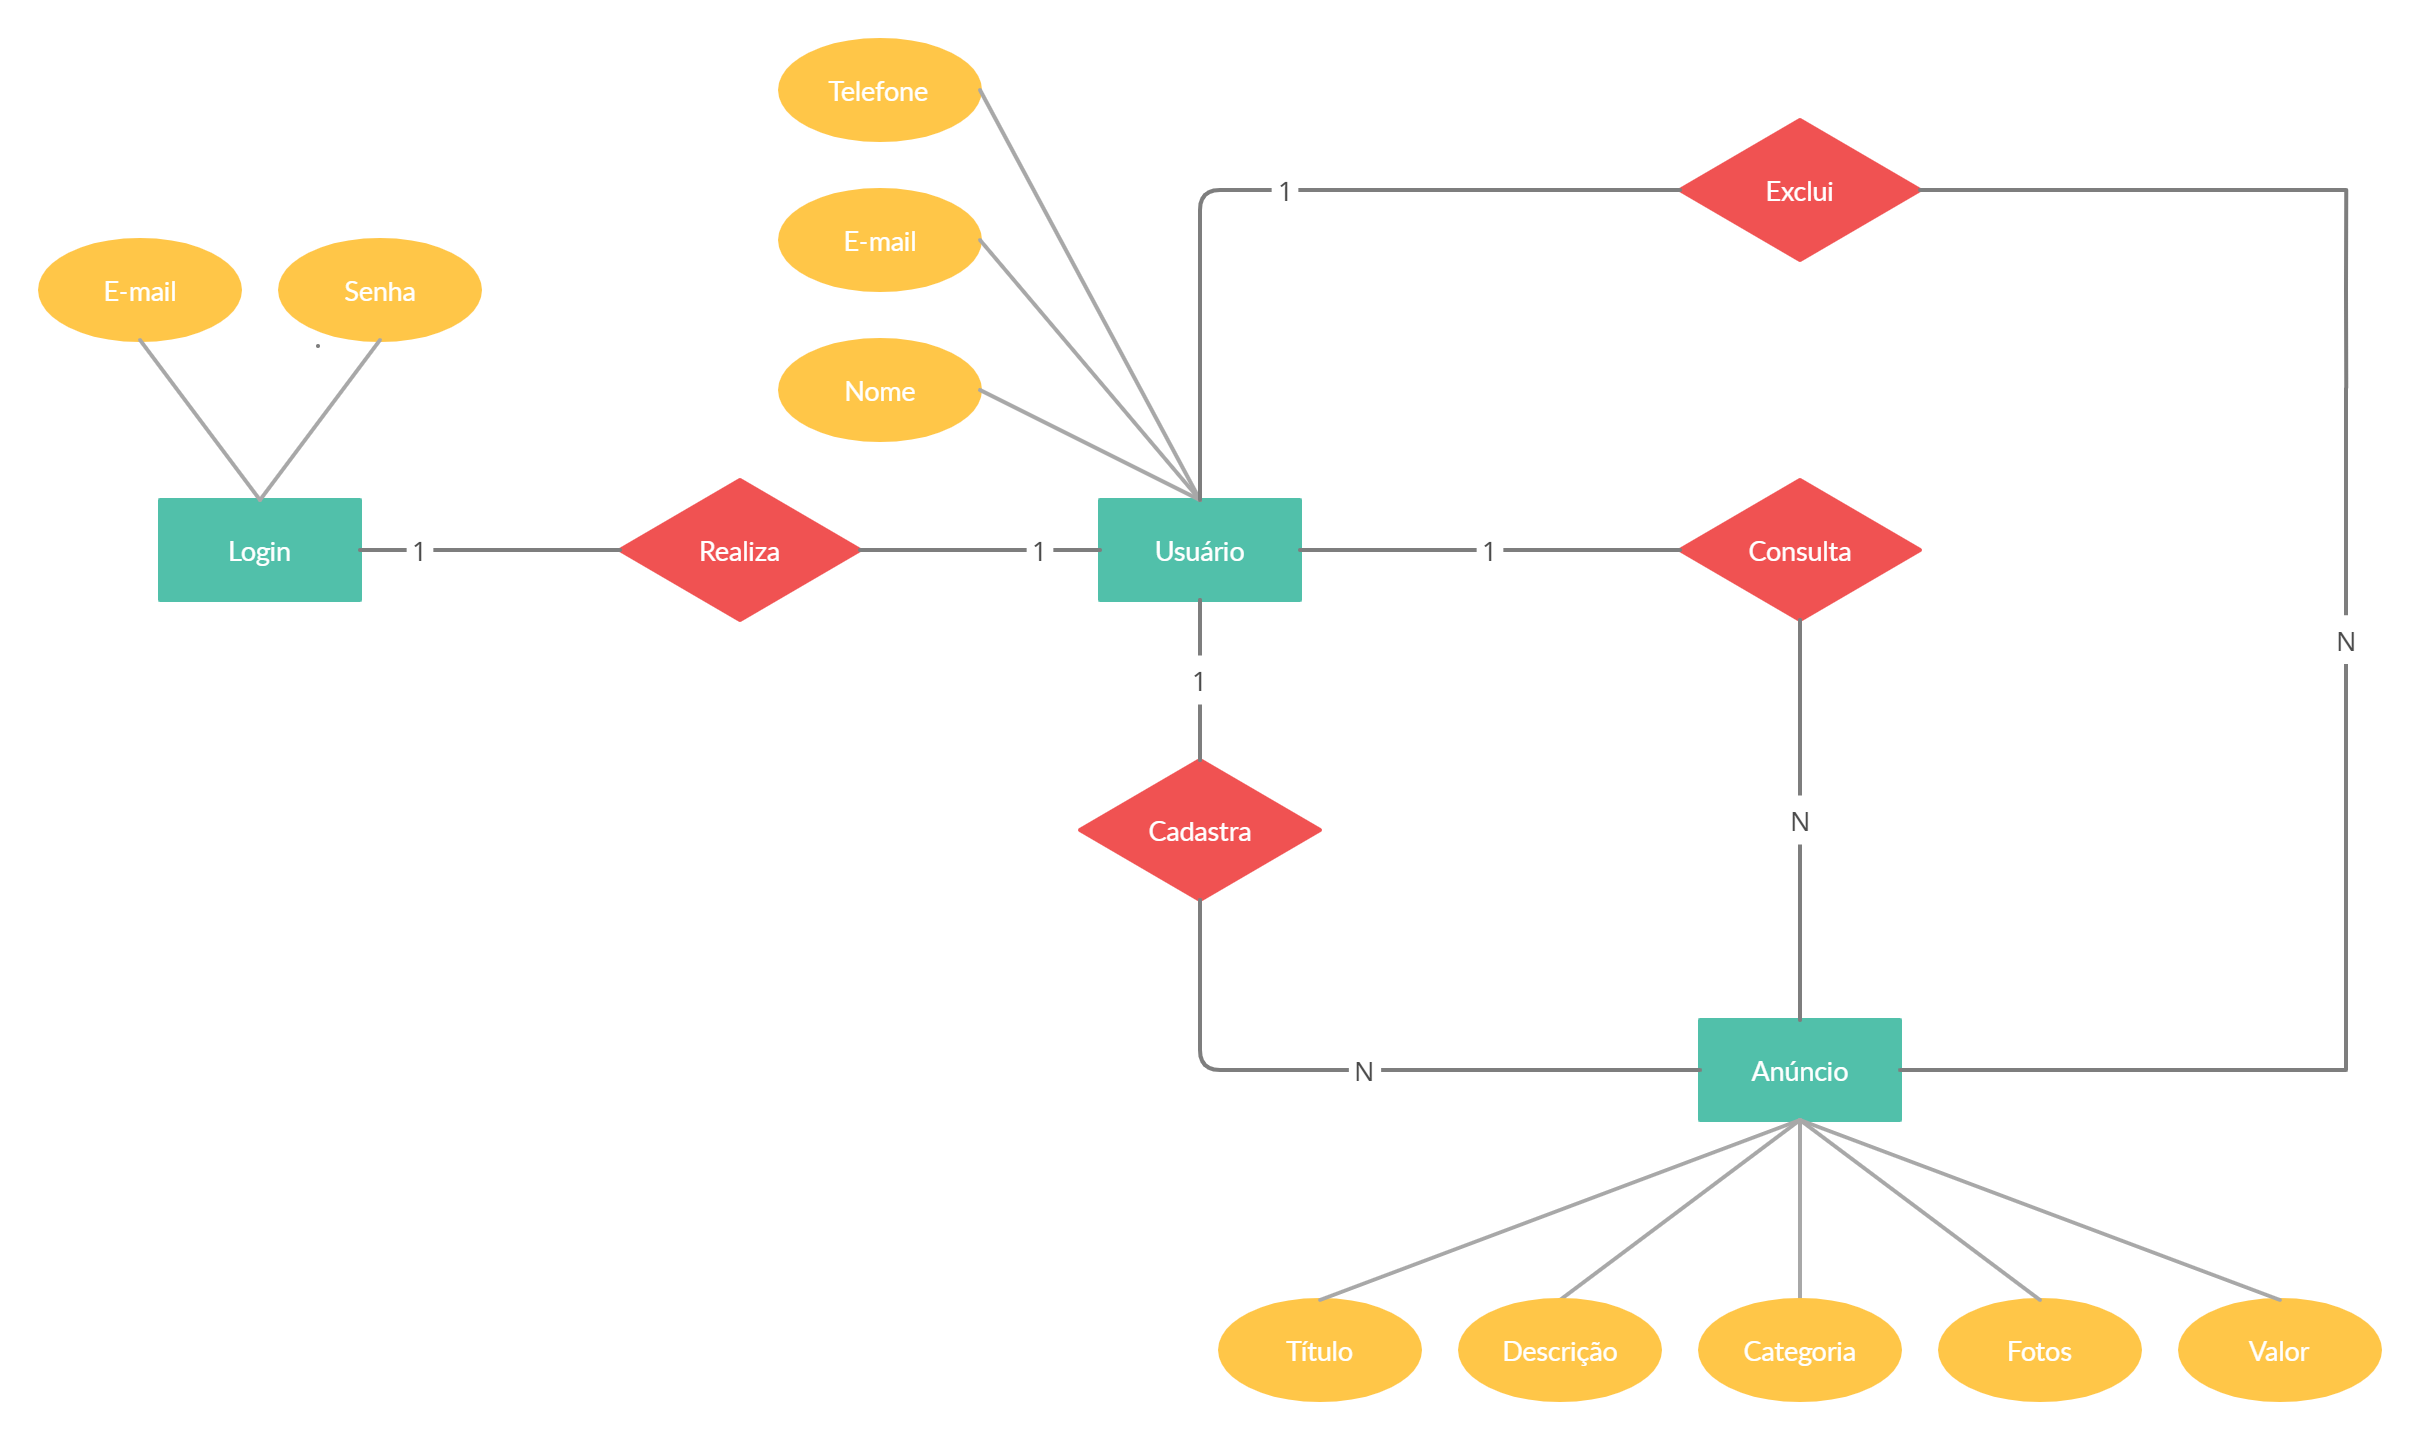 Telefone
Exclui
1
E-mail
E-mail
Senha
Nome
Login
1
Realiza
1
Usuário
1
Consulta
N
1
Cadastra
N
N
Anúncio
Título
Descrição
Categoria
Fotos
Valor